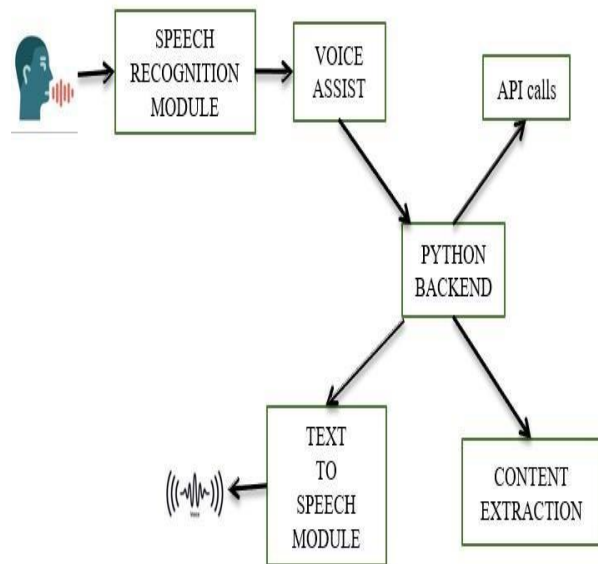 SPEECH
RECOGNITION
MODULE
VOICE
ASSIST
API calls
PYTHON
BACKEND
TEXT
TO
SPEECH
MODULE
CONTENT
EXTRACTION